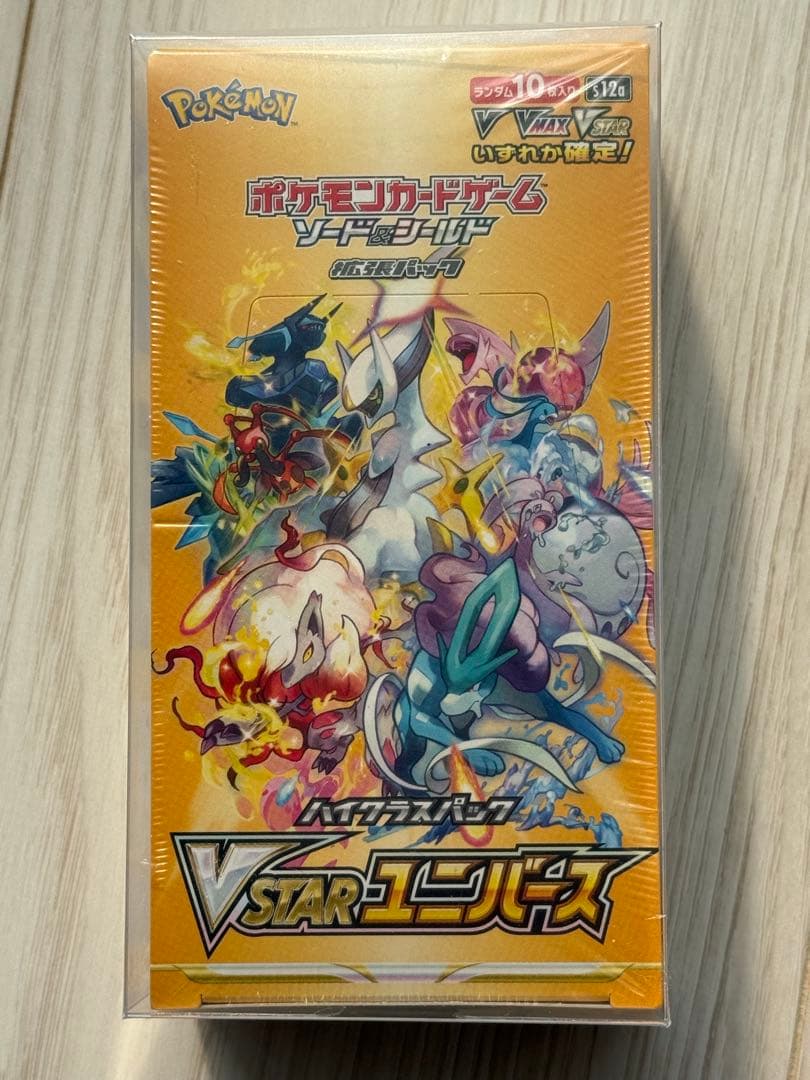 Pokémon
ランダム10枚入り s12a
V VMAX VSTAR
いずれか確定!
ポケモンカードゲーム
ソード&シールド
拡張パック
ハイクラスパック
VSTARユニバース